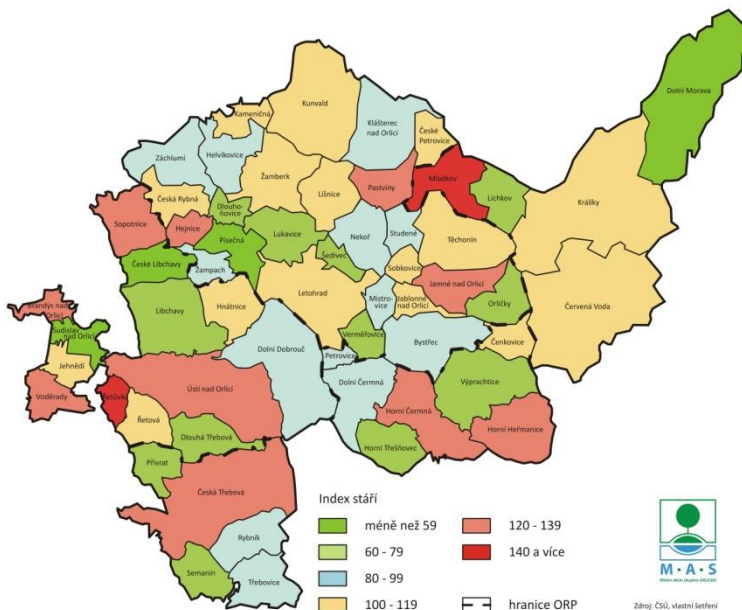 Dolní Morava
Kunvald
Kameničná
Klášterec
nad Orlicí
České
Petrovice
Záchlumí
Helvíkovice
Žamberk
Líšnice
Pastviny
Mladkov
Lichkov
Králíky
Česká Rybná
Dlouho-
ňovice
Sopotnice
Hejnice
Písečná
Lukavice
Nekoř
Studené
Těchonín
České Libchavy
Žampach
Šedivec
Sobkovice
Jamné nad Orlicí
Orličky
Červená Voda
Brandýs nad
Orlicí
Libchavy
Hnátnice
Letohrad
Mistro-
vice
Jablonné
nad Orlicí
Sudislav
nad Orlicí
Verměřovice
Bystřec
Čenkovice
Dolní Dobrouč
Petrovice
Jehnědí
Voděrady
Řetůvka
Ústí nad Orlicí
Dolní Čermná
Výprachtice
Řetová
Horní Čermná
Horní Heřmanice
Dlouhá Třebová
Horní Třešňovec
Přívrat
Česká Třebová
Rybník
Semanín
Třebovice
Index stáří
méně než 59
60 - 79
80 - 99
100 - 119
120 - 139
140 a více
hranice ORP
M·A·S
Místní akční skupina ORLICKO
Zdroj: ČSÚ, vlastní šetření